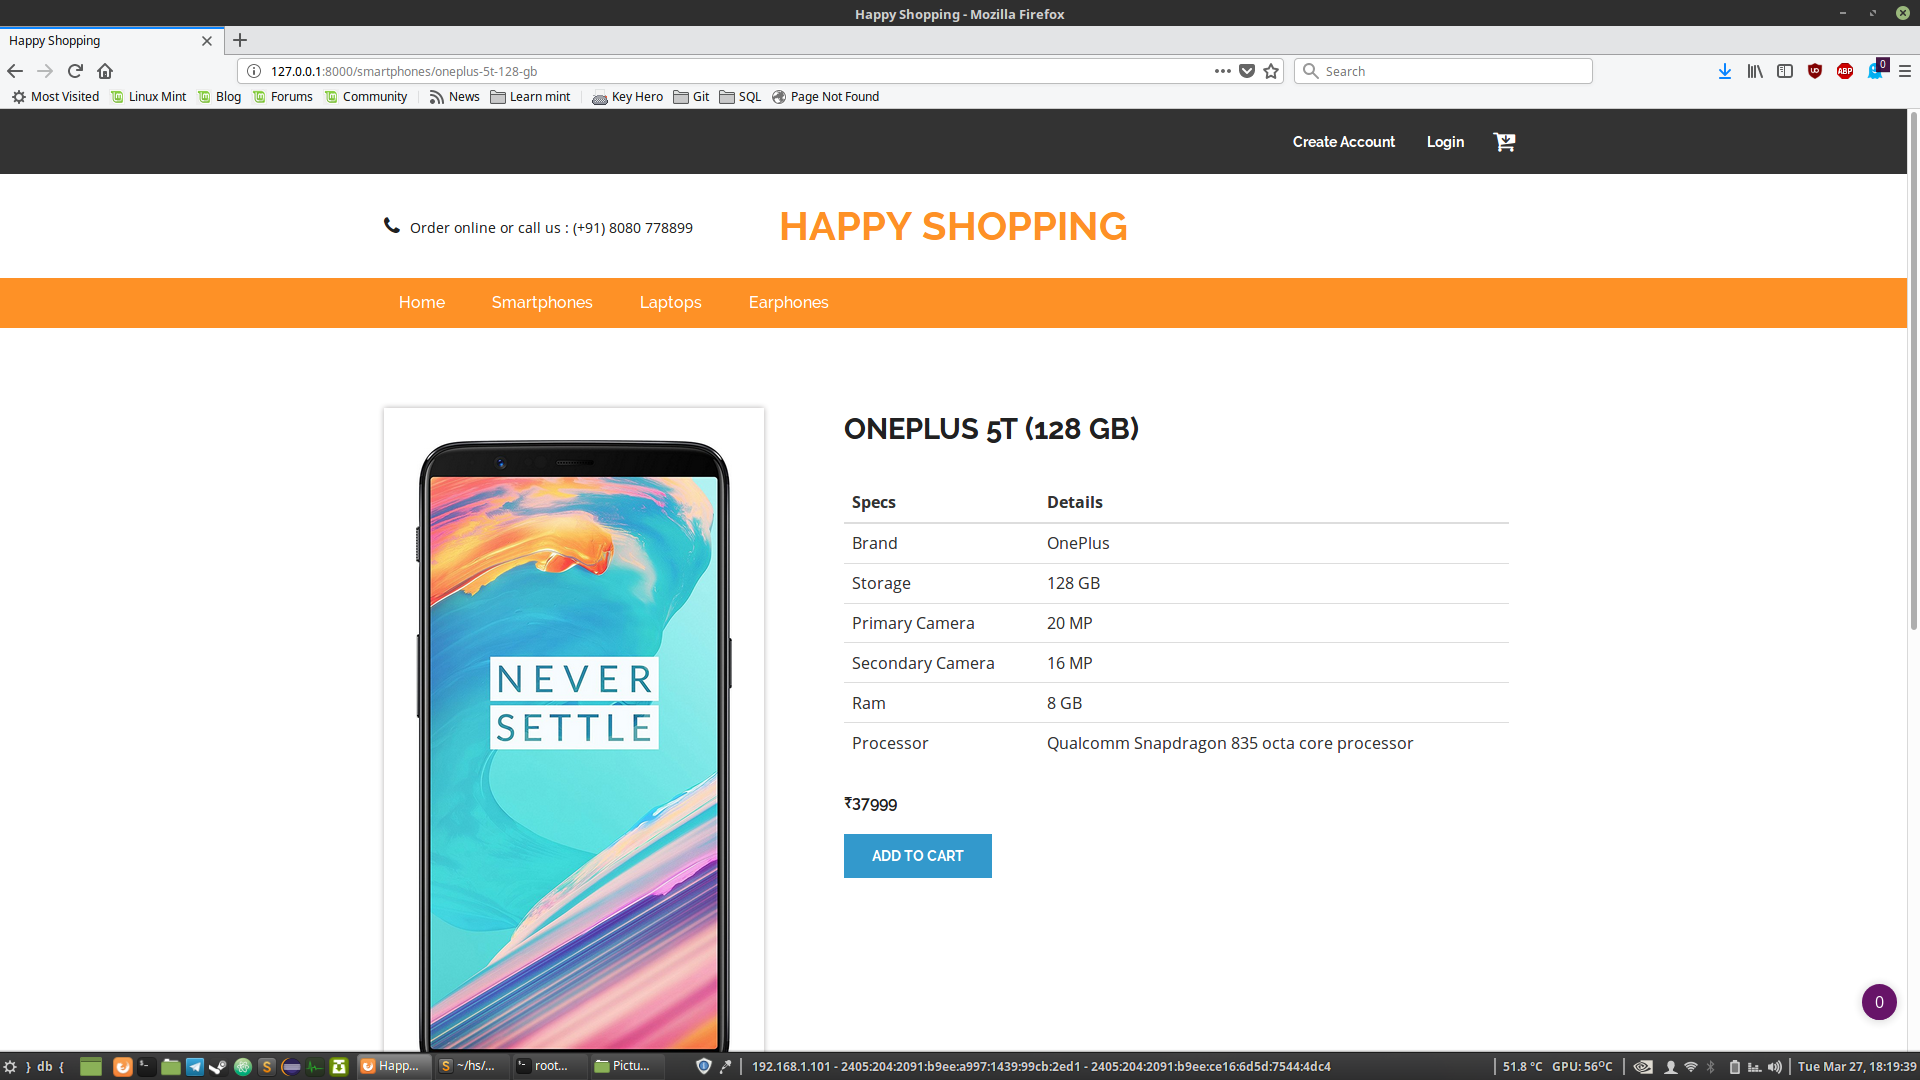 Happy Shopping - Mozilla Firefox
Happy Shopping
127.0.0.1:8000/smartphones/oneplus-5t-128-gb
Search
0
Most Visited Linux Mint Blog Forums Community News Learn mint Key Hero Git SQL Page Not Found
Create Account Login
Order online or call us : (+91) 8080 778899
HAPPY SHOPPING
Home Smartphones Laptops Earphones
ONEPLUS 5T (128 GB)
Specs Details
Brand OnePlus
Storage 128 GB
Primary Camera 20 MP
Secondary Camera 16 MP
Ram 8 GB
Processor Qualcomm Snapdragon 835 octa core processor
₹37999
ADD TO CART
NEVER
SETTLE
0
} db { Happ... ~/hs/... root... Pictu... 192.168.1.101 - 2405:204:2091:b9ee:a997:1439:99cb:2ed1 - 2405:204:2091:b9ee:ce16:6d5d:7544:4dc4 51.8 °C GPU: 56°C Tue Mar 27, 18:19:39